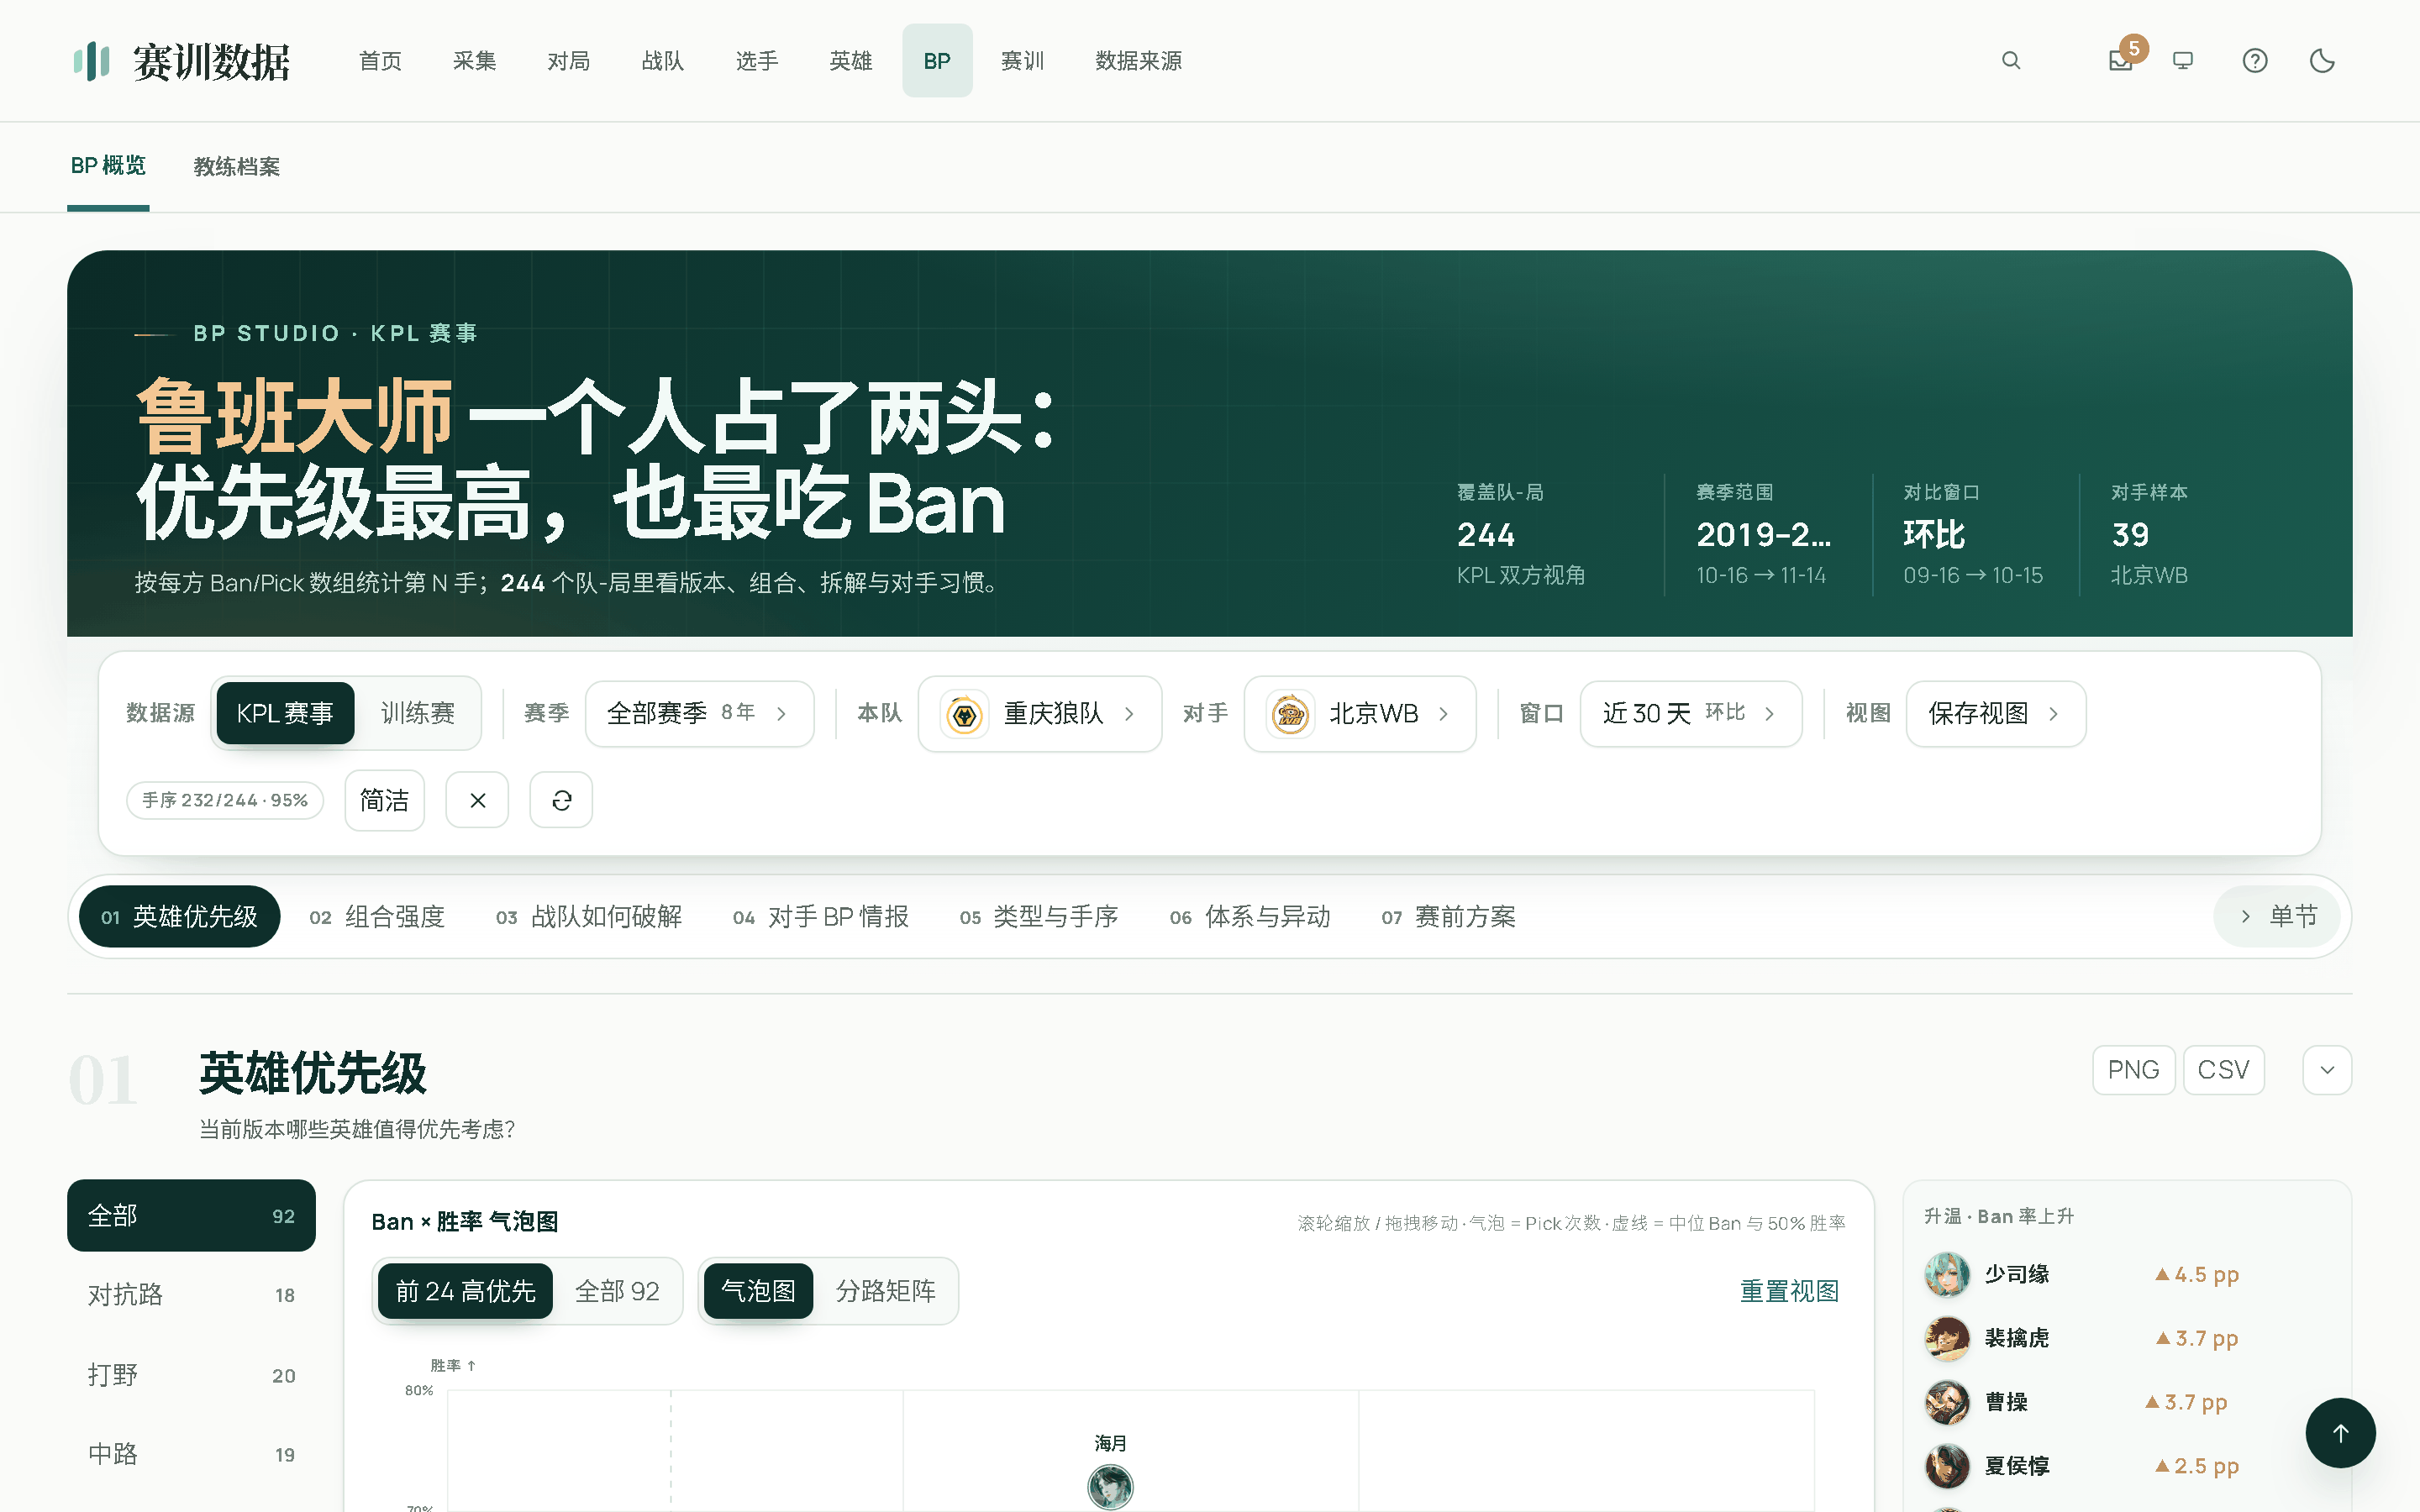 赛训数据
首页 采集 对局 战队 选手 英雄 BP 赛训 数据来源
5
BP 概览 教练档案
BP STUDIO · KPL 赛事
鲁班大师 一个人占了两头：
优先级最高，也最吃 Ban
按每方 Ban/Pick 数组统计第 N 手；244 个队-局里看版本、组合、拆解与对手习惯。
覆盖队-局 赛季范围 对比窗口 对手样本
244 2019–2… 环比 39
KPL 双方视角 10-16 → 11-14 09-16 → 10-15 北京WB
数据源 KPL 赛事 训练赛 赛季 全部赛季 8 年 本队 重庆狼队 对手 北京WB 窗口 近 30 天 环比 视图 保存视图
手序 232/244 · 95% 简洁
01 英雄优先级 02 组合强度 03 战队如何破解 04 对手 BP 情报 05 类型与手序 06 体系与异动 07 赛前方案 单节
01 英雄优先级 PNG CSV
当前版本哪些英雄值得优先考虑？
全部 92
对抗路 18
打野 20
中路 19
Ban × 胜率 气泡图 滚轮缩放 / 拖拽移动 · 气泡 = Pick 次数 · 虚线 = 中位 Ban 与 50% 胜率
前 24 高优先 全部 92 气泡图 分路矩阵 重置视图
胜率 ↑
80%
海月
70%
升温 · Ban 率上升
少司缘 ▲ 4.5 pp
裴擒虎 ▲ 3.7 pp
曹操 ▲ 3.7 pp
夏侯惇 ▲ 2.5 pp